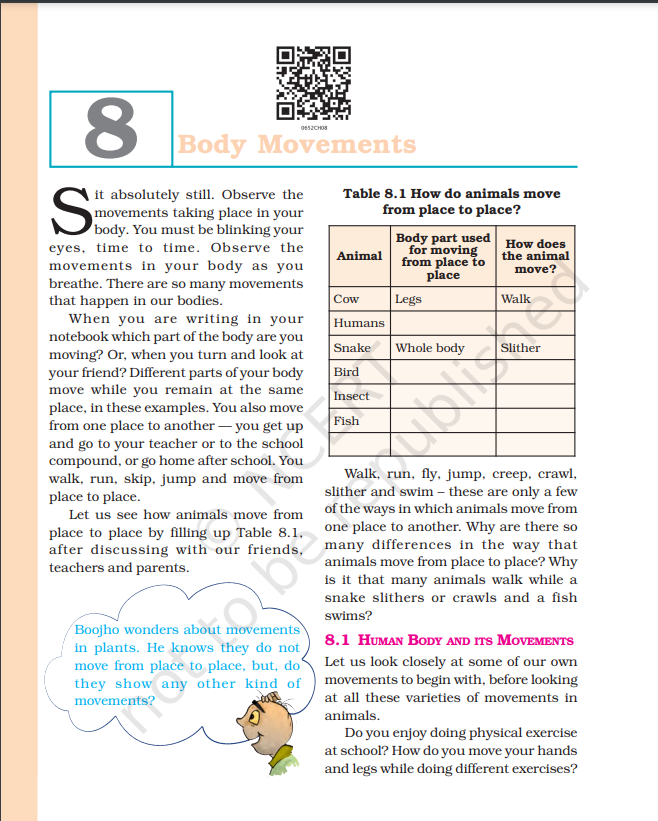 0652CH08
8
Body Movements
Sit absolutely still. Observe the
movements taking place in your
body. You must be blinking your
eyes, time to time. Observe the
movements in your body as you
breathe. There are so many movements
that happen in our bodies.
When you are writing in your
notebook which part of the body are you
moving? Or, when you turn and look at
your friend? Different parts of your body
move while you remain at the same
place, in these examples. You also move
from one place to another — you get up
and go to your teacher or to the school
compound, or go home after school. You
walk, run, skip, jump and move from
place to place.
Let us see how animals move from
place to place by filling up Table 8.1,
after discussing with our friends,
teachers and parents.
Boojho wonders about movements
in plants. He knows they do not
move from place to place, but, do
they show any other kind of
movements?
Table 8.1 How do animals move
from place to place?
Animal
Body part used
for moving
from place to
place
How does
the animal
move?
Cow Legs Walk
Humans
Snake Whole body Slither
Bird
Insect
Fish
Walk, run, fly, jump, creep, crawl,
slither and swim – these are only a few
of the ways in which animals move from
one place to another. Why are there so
many differences in the way that
animals move from place to place? Why
is it that many animals walk while a
snake slithers or crawls and a fish
swims?
8.1 HUMAN BODY AND ITS MOVEMENTS
Let us look closely at some of our own
movements to begin with, before looking
at all these varieties of movements in
animals.
Do you enjoy doing physical exercise
at school? How do you move your hands
and legs while doing different exercises?
© NCERT
not to be republished